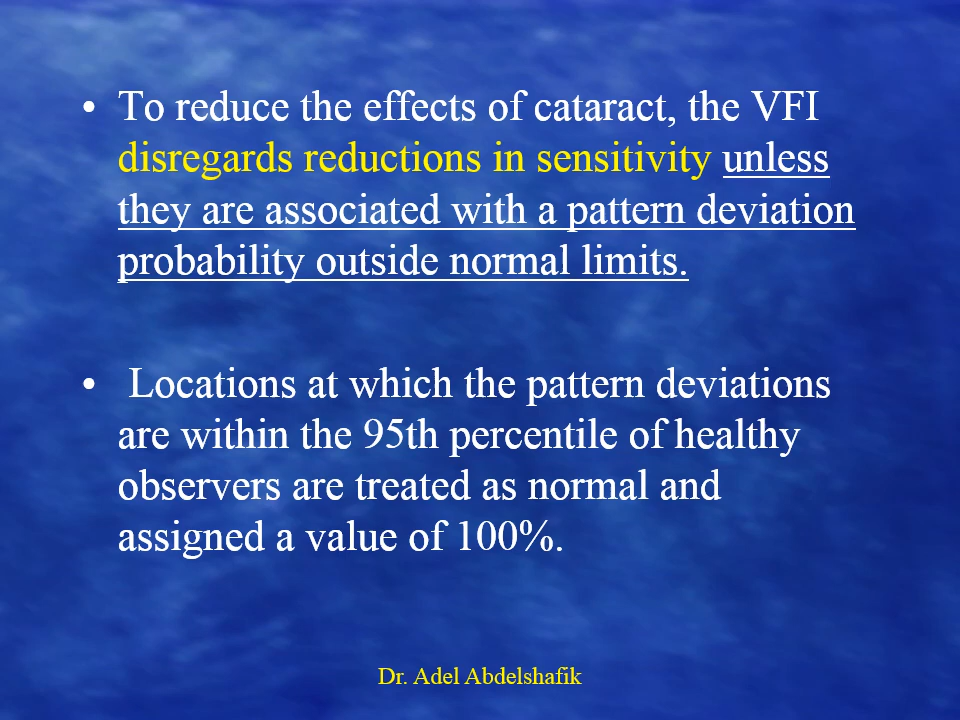 • To reduce the effects of cataract, the VFI
disregards reductions in sensitivity unless
they are associated with a pattern deviation
probability outside normal limits.
• Locations at which the pattern deviations
are within the 95th percentile of healthy
observers are treated as normal and
assigned a value of 100%.
Dr. Adel Abdelshafik